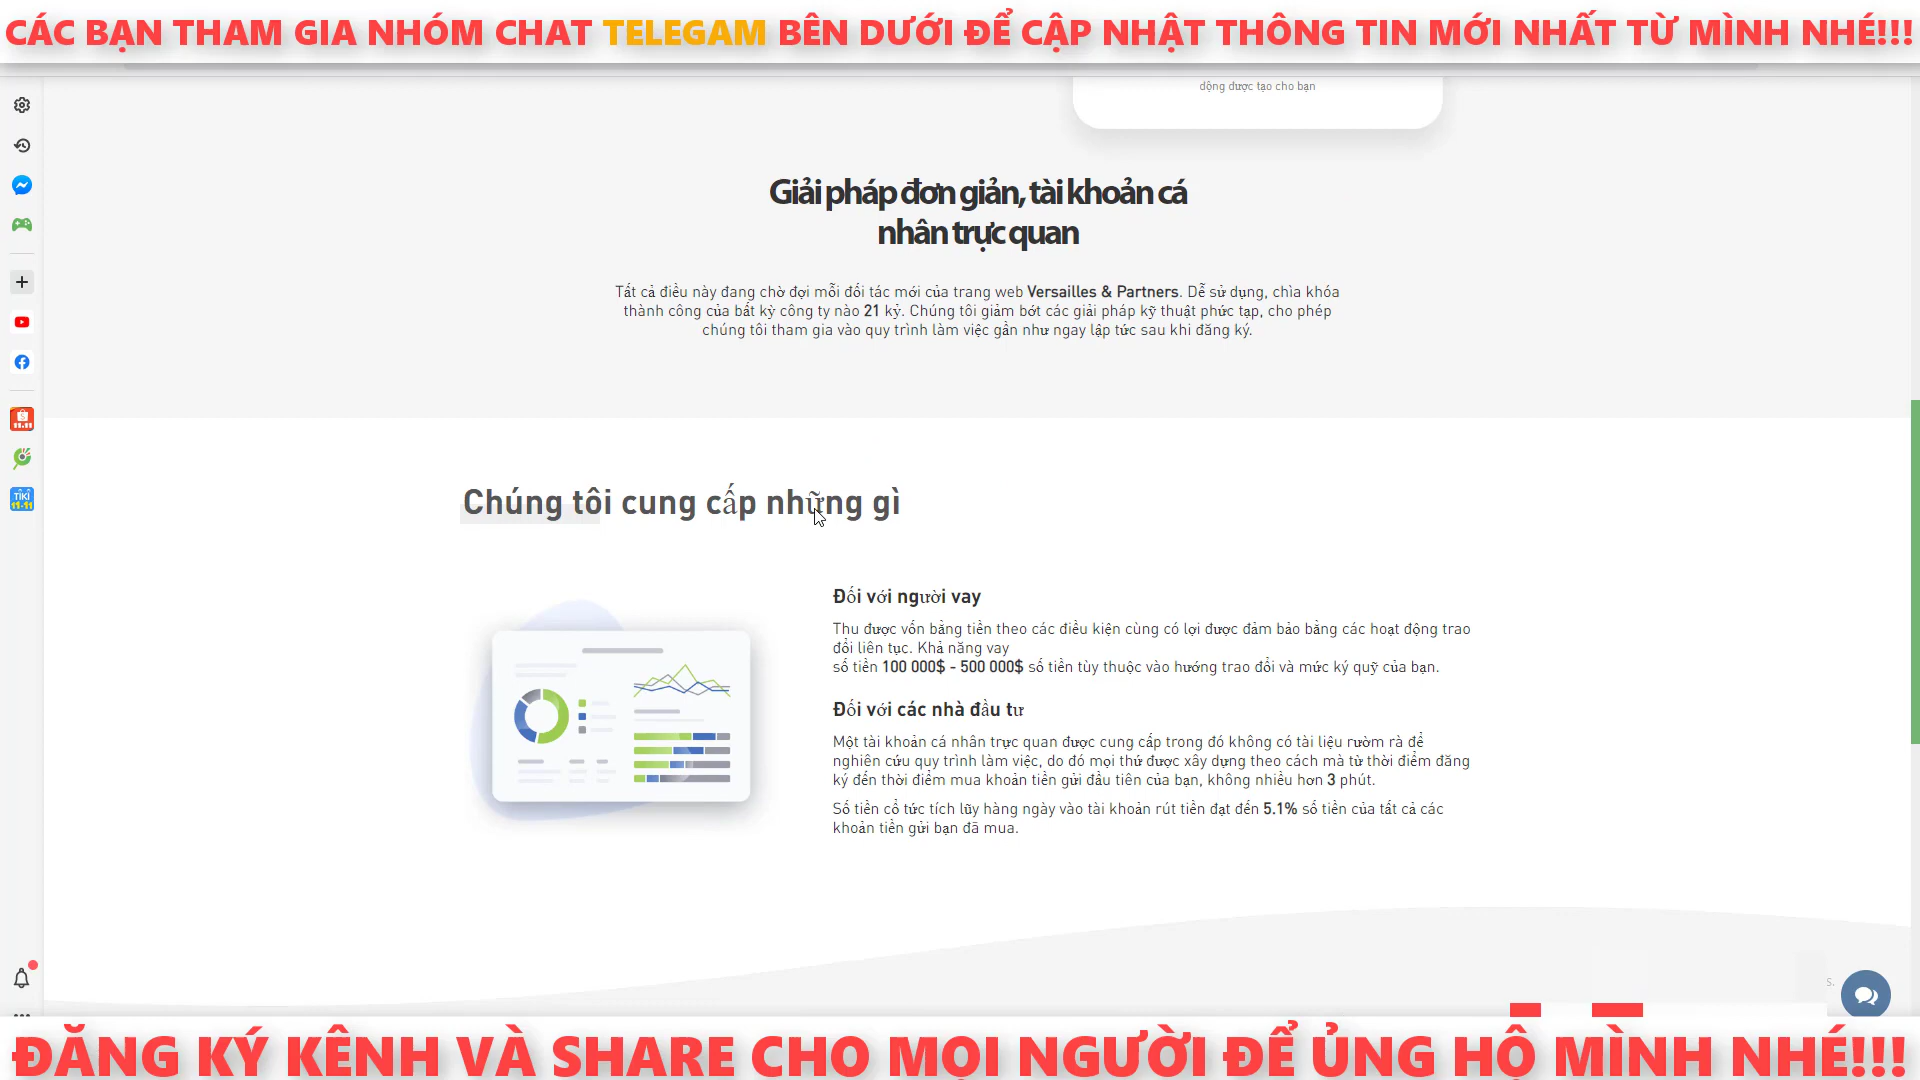 CÁC BẠN THAM GIA NHÓM CHAT TELEGAM BÊN DƯỚI ĐỂ CẬP NHẬT THÔNG TIN MỚI NHẤT TỪ MÌNH NHÉ!!!
động được tạo cho bạn
Giải pháp đơn giản, tài khoản cá
nhân trực quan
Tất cả điều này đang chờ đợi mỗi đối tác mới của trang web Versailles & Partners. Dễ sử dụng, chìa khóa
thành công của bất kỳ công ty nào 21 kỷ. Chúng tôi giảm bớt các giải pháp kỹ thuật phức tạp, cho phép
chúng tôi tham gia vào quy trình làm việc gần như ngay lập tức sau khi đăng ký.
Chúng tôi cung cấp những gì
Đối với người vay
Thu được vốn bằng tiền theo các điều kiện cùng có lợi được đảm bảo bằng các hoạt động trao
đổi liên tục. Khả năng vay
số tiền 100 000$ - 500 000$ số tiền tùy thuộc vào hướng trao đổi và mức ký quỹ của bạn.
Đối với các nhà đầu tư
Một tài khoản cá nhân trực quan được cung cấp trong đó không có tài liệu rườm rà để
nghiên cứu quy trình làm việc, do đó mọi thứ được xây dựng theo cách mà từ thời điểm đăng
ký đến thời điểm mua khoản tiền gửi đầu tiên của bạn, không nhiều hơn 3 phút.
Số tiền cổ tức tích lũy hàng ngày vào tài khoản rút tiền đạt đến 5.1% số tiền của tất cả các
khoản tiền gửi bạn đã mua.
11.11
TIKI
11-11
s.
ĐĂNG KÝ KÊNH VÀ SHARE CHO MỌI NGƯỜI ĐỂ ỦNG HỘ MÌNH NHÉ!!!